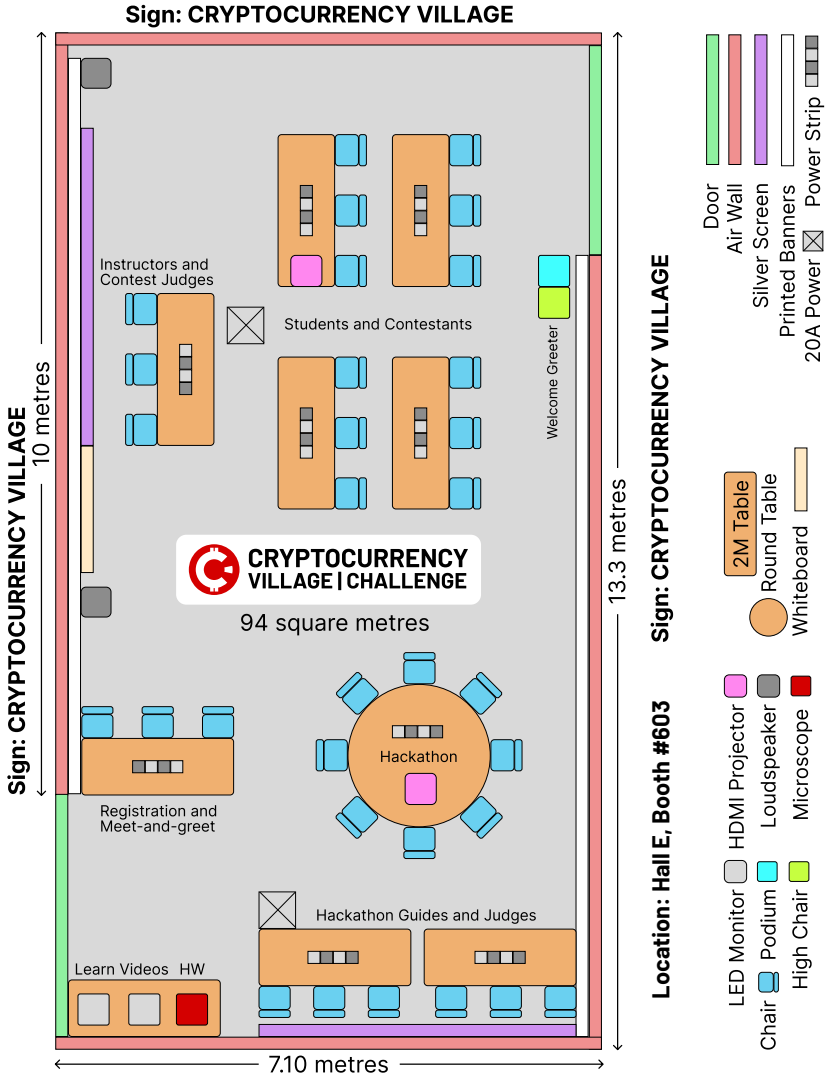 Sign: CRYPTOCURRENCY VILLAGE
Instructors and
Contest Judges
Students and Contestants
Welcome Greeter
10 metres
Sign: CRYPTOCURRENCY VILLAGE
CRYPTOCURRENCY
VILLAGE | CHALLENGE
94 square metres
13.3 metres
Hackathon
Registration and
Meet-and-greet
Hackathon Guides and Judges
Learn Videos HW
7.10 metres
Sign: CRYPTOCURRENCY VILLAGE
Location: Hall E, Booth #603
Door
Air Wall
Silver Screen
Printed Banners
20A Power
Power Strip
2M Table
Round Table
Whiteboard
HDMI Projector
Loudspeaker
Microscope
LED Monitor
Chair
Podium
High Chair